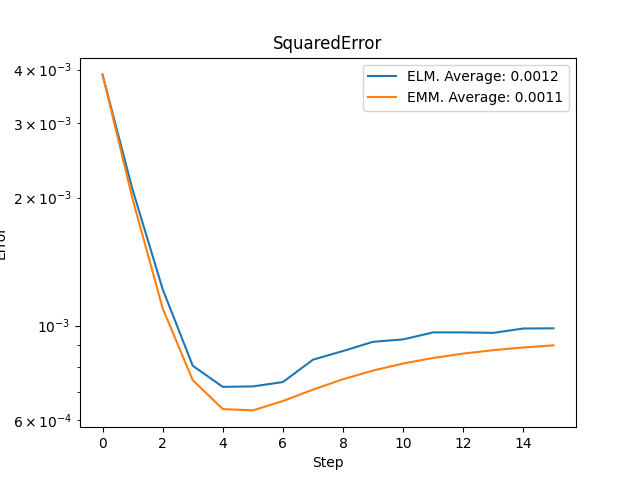 SquaredError
ELM. Average: 0.0012
EMM. Average: 0.0011
4 × 10⁻³
3 × 10⁻³
2 × 10⁻³
10⁻³
6 × 10⁻⁴
Error
0 2 4 6 8 10 12 14
Step